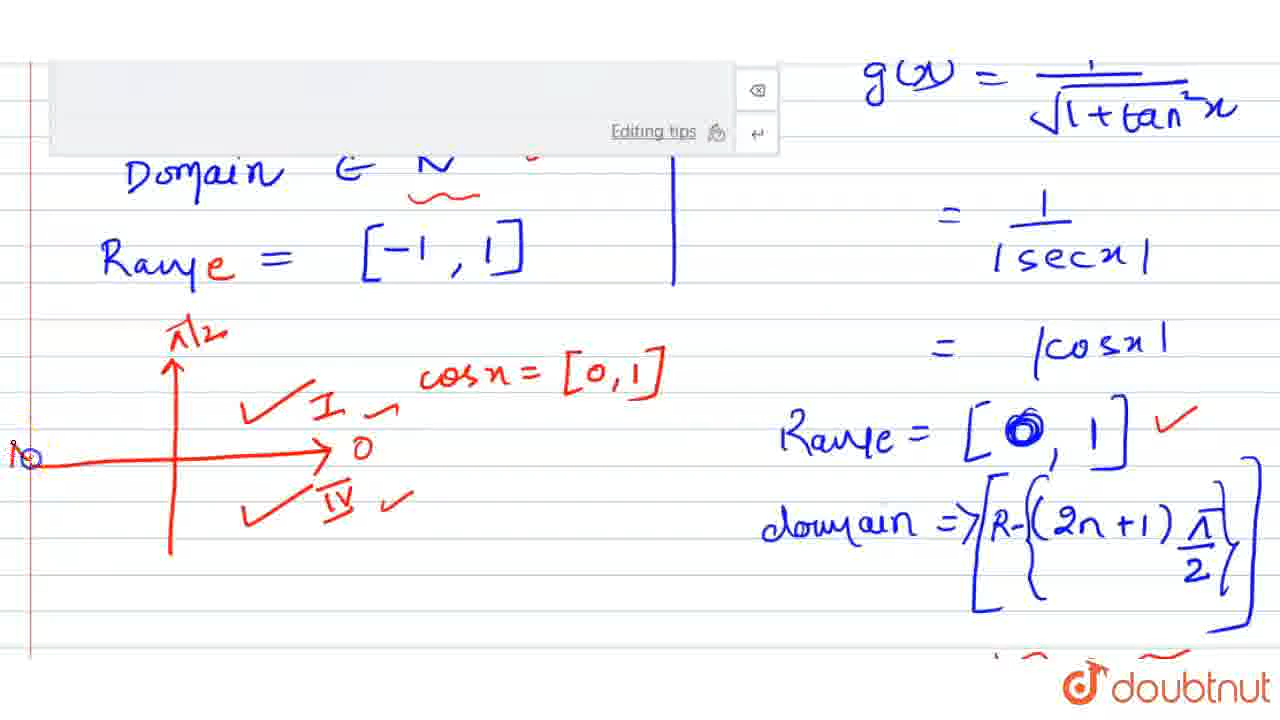 Editing tips
Domain ∈ N
Range = [-1, 1]
π/2
cos x = [0, 1]
I
0
IV
g(x) = 1/√1+tan²x
= 1/|sec x|
= |cos x|
Range = [0, 1]
domain => [R-{(2n+1) π/2}]
doubtnut